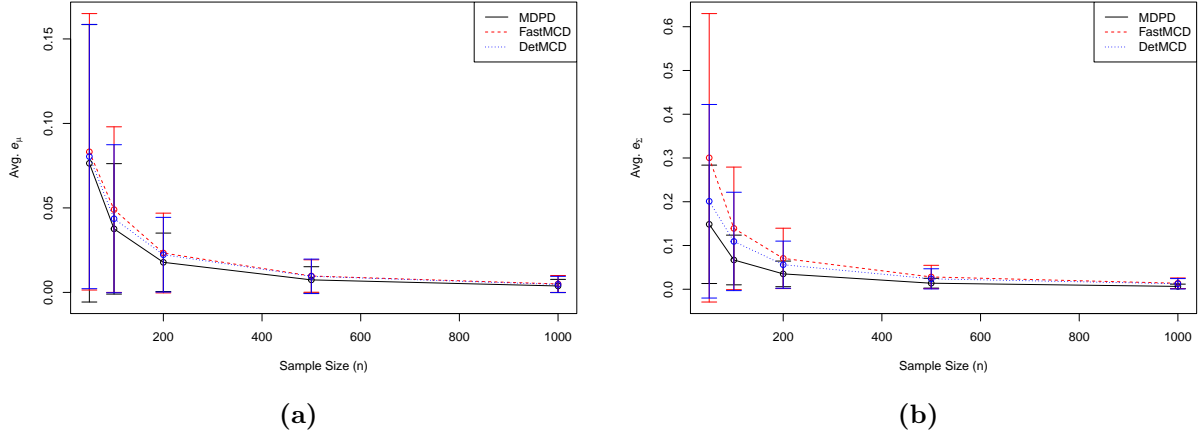 MDPD
FastMCD
DetMCD
0.15
0.10
0.05
0.00
Avg. eμ
200
400
600
800
1000
Sample Size (n)
(a)
MDPD
FastMCD
DetMCD
0.6
0.5
0.4
0.3
0.2
0.1
0.0
Avg. eΣ
200
400
600
800
1000
Sample Size (n)
(b)